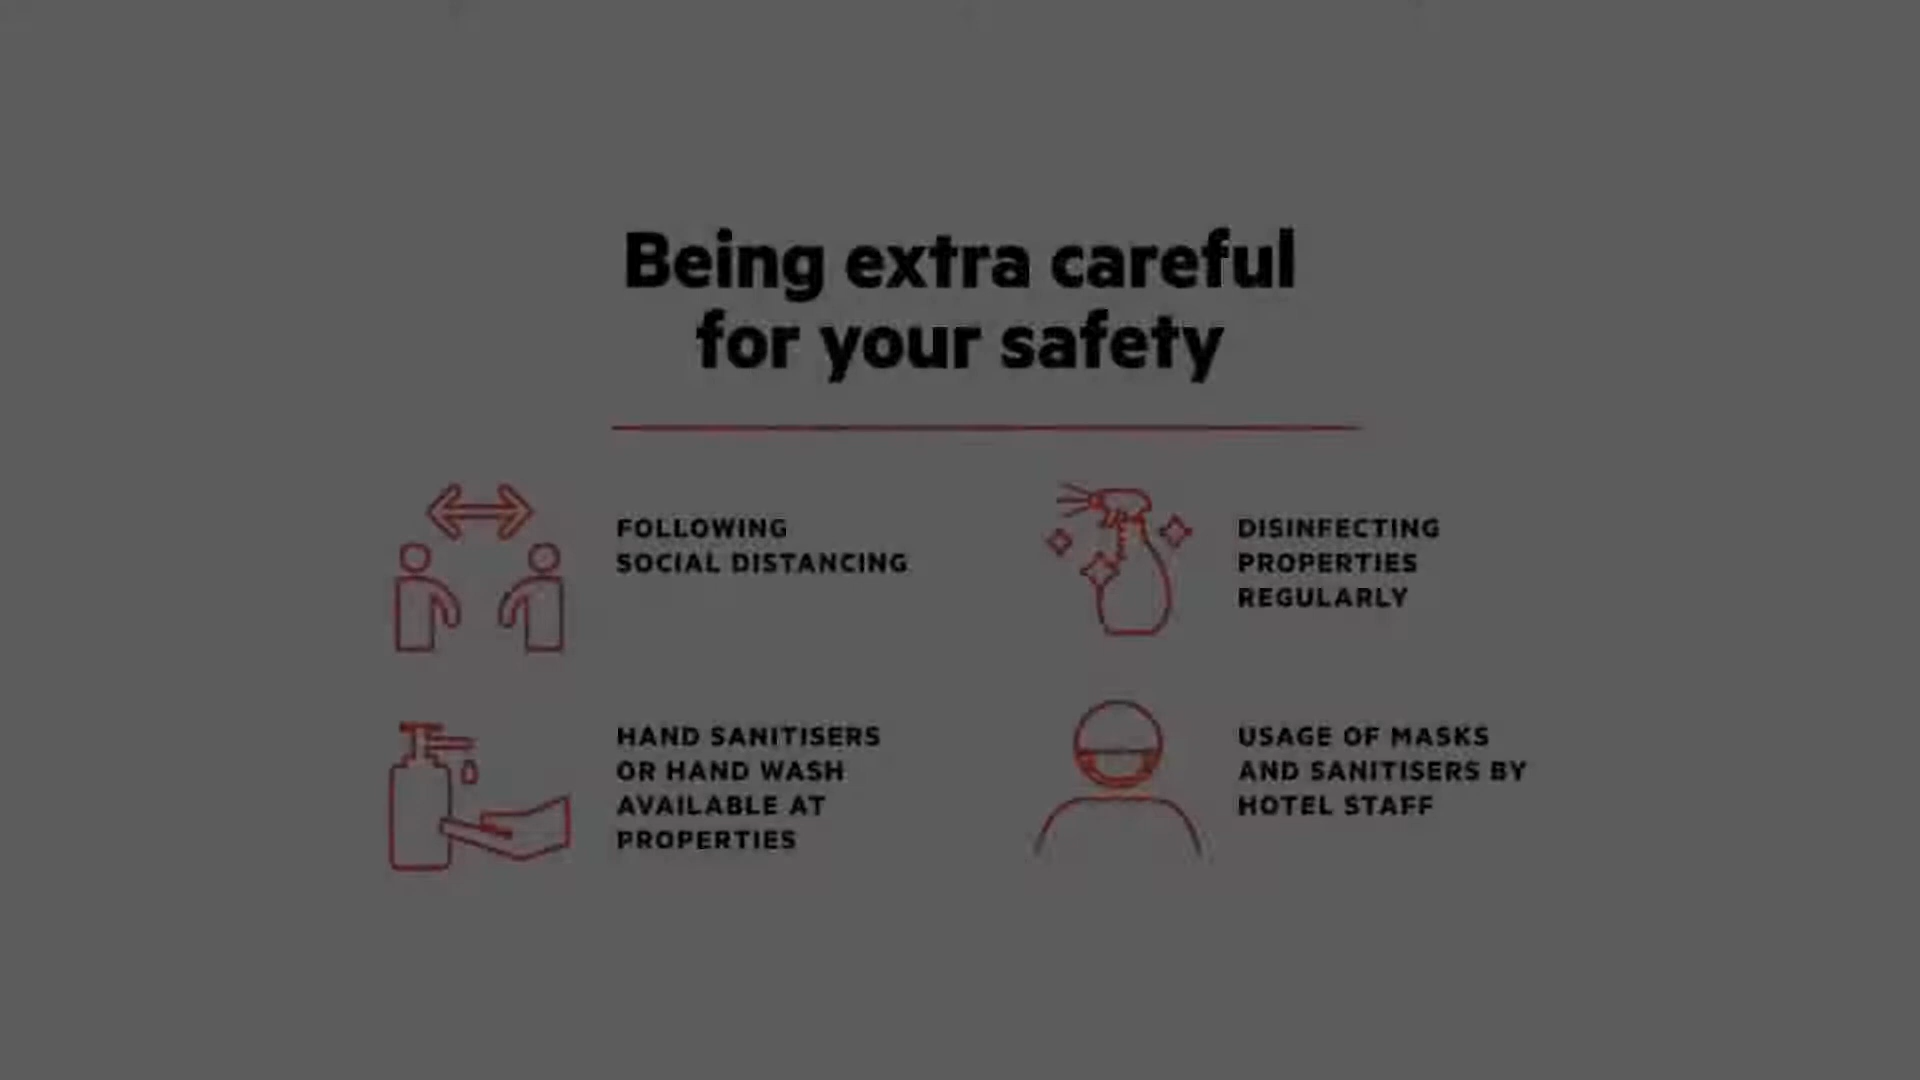 Being extra careful
for your safety
FOLLOWING
SOCIAL DISTANCING
DISINFECTING
PROPERTIES
REGULARLY
HAND SANITISERS
OR HAND WASH
AVAILABLE AT
PROPERTIES
USAGE OF MASKS
AND SANITISERS BY
HOTEL STAFF